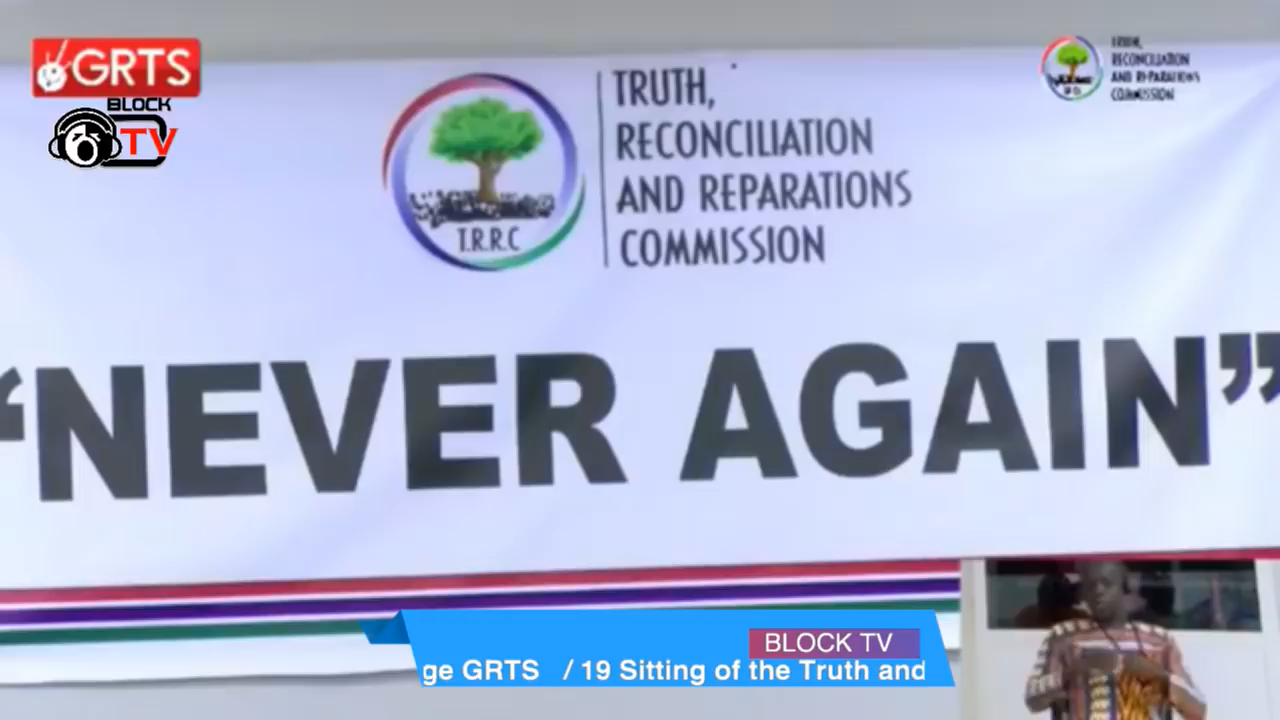 GRTS
BLOCK
TV
T.R.R.C
TRUTH,
RECONCILIATION
AND REPARATIONS
COMMISSION
TRUTH,
RECONCILIATION
AND REPARATIONS
COMMISSION
“NEVER AGAIN”
BLOCK TV
ge GRTS / 19 Sitting of the Truth and